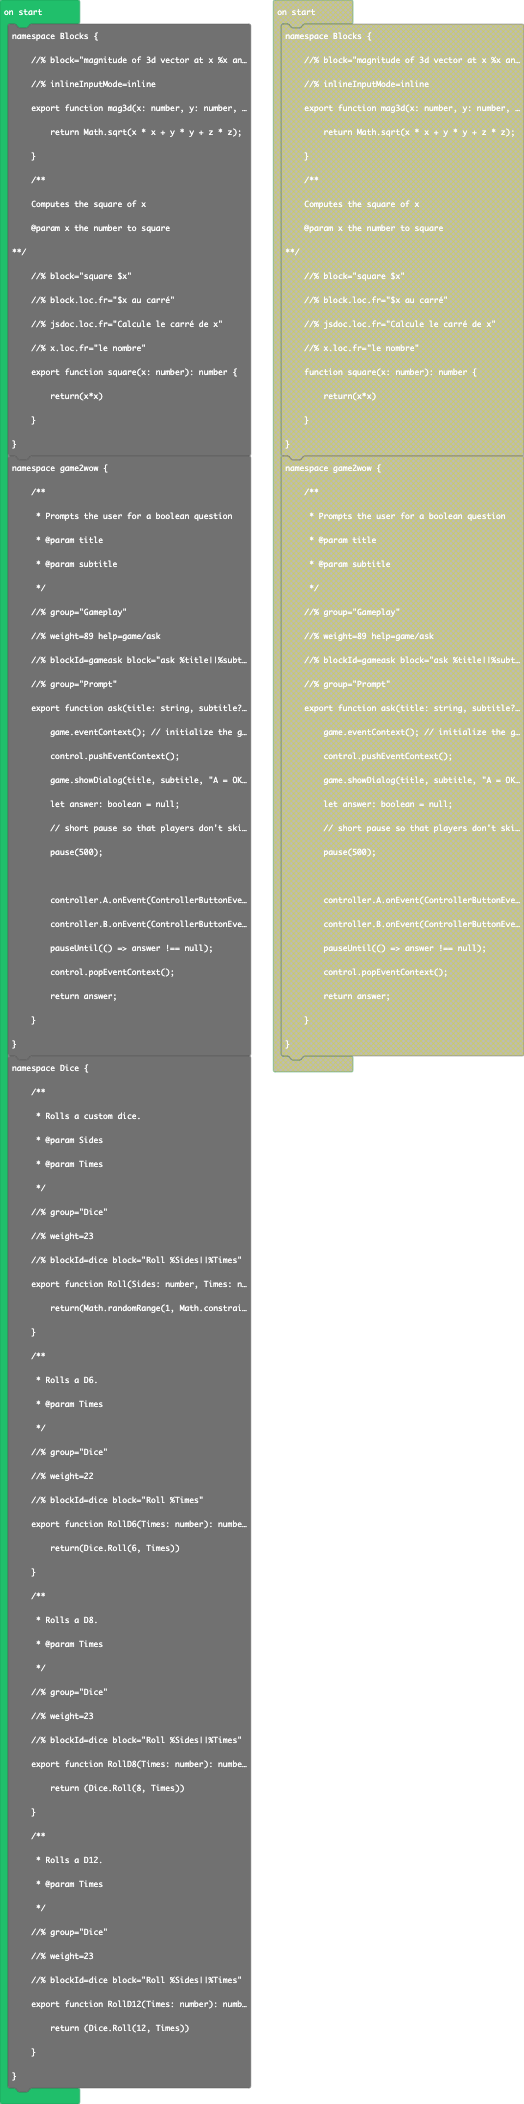 on start
namespace Blocks {
//% block="magnitude of 3d vector at x %x an…
//% inlineInputMode=inline
export function mag3d(x: number, y: number, …
return Math.sqrt(x * x + y * y + z * z);
}
/**
Computes the square of x
@param x the number to square
**/
//% block="square $x"
//% block.loc.fr="$x au carré"
//% jsdoc.loc.fr="Calcule le carré de x"
//% x.loc.fr="le nombre"
export function square(x: number): number {
return(x*x)
}
}
namespace game2wow {
/**
* Prompts the user for a boolean question
* @param title
* @param subtitle
*/
//% group="Gameplay"
//% weight=89 help=game/ask
//% blockId=gameask block="ask %title||%subt…
//% group="Prompt"
export function ask(title: string, subtitle?…
game.eventContext(); // initialize the g…
control.pushEventContext();
game.showDialog(title, subtitle, "A = OK…
let answer: boolean = null;
// short pause so that players don't ski…
pause(500);
controller.A.onEvent(ControllerButtonEve…
controller.B.onEvent(ControllerButtonEve…
pauseUntil(() => answer !== null);
control.popEventContext();
return answer;
}
}
namespace Dice {
/**
* Rolls a custom dice.
* @param Sides
* @param Times
*/
//% group="Dice"
//% weight=23
//% blockId=dice block="Roll %Sides||%Times"
export function Roll(Sides: number, Times: n…
return(Math.randomRange(1, Math.constrai…
}
/**
* Rolls a D6.
* @param Times
*/
//% group="Dice"
//% weight=22
//% blockId=dice block="Roll %Times"
export function RollD6(Times: number): numbe…
return(Dice.Roll(6, Times))
}
/**
* Rolls a D8.
* @param Times
*/
//% group="Dice"
//% weight=23
//% blockId=dice block="Roll %Sides||%Times"
export function RollD8(Times: number): numbe…
return (Dice.Roll(8, Times))
}
/**
* Rolls a D12.
* @param Times
*/
//% group="Dice"
//% weight=23
//% blockId=dice block="Roll %Sides||%Times"
export function RollD12(Times: number): numb…
return (Dice.Roll(12, Times))
}
}
on start
namespace Blocks {
//% block="magnitude of 3d vector at x %x an…
//% inlineInputMode=inline
export function mag3d(x: number, y: number, …
return Math.sqrt(x * x + y * y + z * z);
}
/**
Computes the square of x
@param x the number to square
**/
//% block="square $x"
//% block.loc.fr="$x au carré"
//% jsdoc.loc.fr="Calcule le carré de x"
//% x.loc.fr="le nombre"
function square(x: number): number {
return(x*x)
}
}
namespace game2wow {
/**
* Prompts the user for a boolean question
* @param title
* @param subtitle
*/
//% group="Gameplay"
//% weight=89 help=game/ask
//% blockId=gameask block="ask %title||%subt…
//% group="Prompt"
export function ask(title: string, subtitle?…
game.eventContext(); // initialize the g…
control.pushEventContext();
game.showDialog(title, subtitle, "A = OK…
let answer: boolean = null;
// short pause so that players don't ski…
pause(500);
controller.A.onEvent(ControllerButtonEve…
controller.B.onEvent(ControllerButtonEve…
pauseUntil(() => answer !== null);
control.popEventContext();
return answer;
}
}